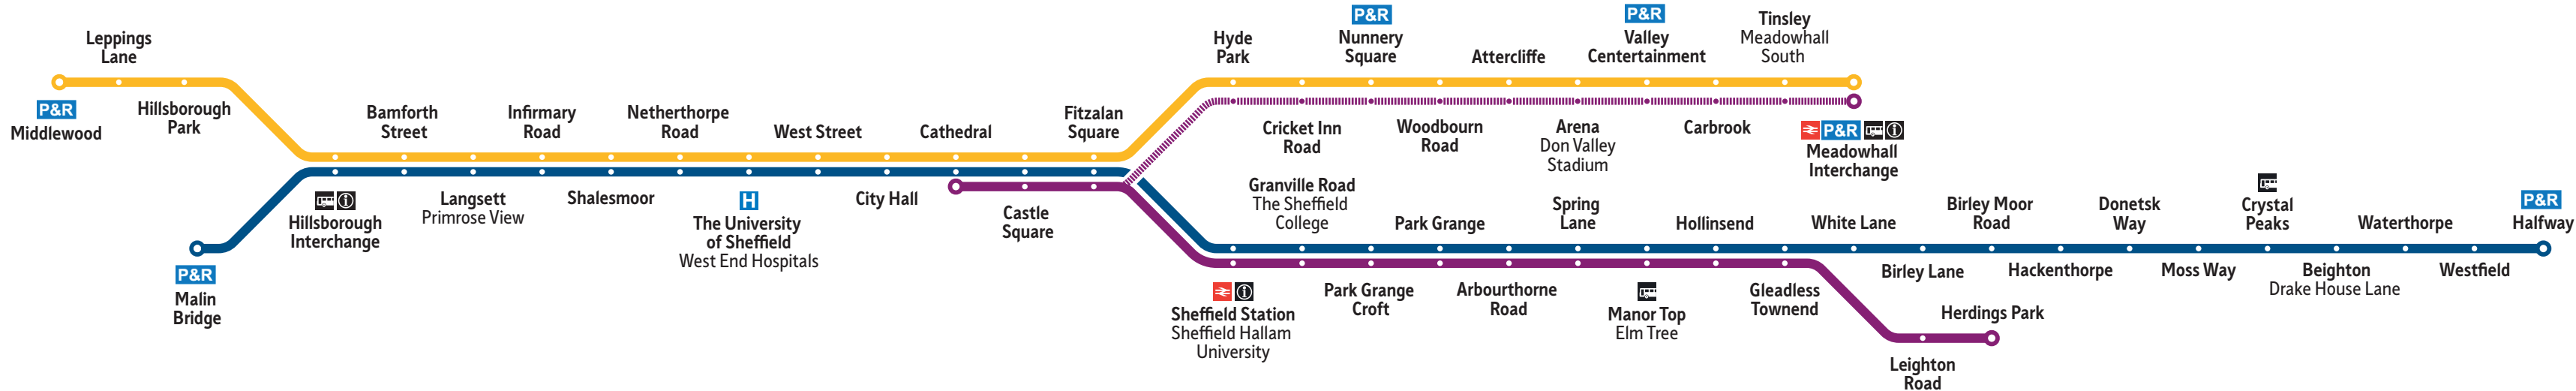 P&R
Middlewood
Leppings
Lane
Hillsborough
Park
P&R
Malin
Bridge
Hillsborough
Interchange
Bamforth
Street
Langsett
Primrose View
Infirmary
Road
Shalesmoor
Netherthorpe
Road
H
The University
of Sheffield
West End Hospitals
West Street
City Hall
Cathedral
Castle
Square
Fitzalan
Square
Hyde
Park
Cricket Inn
Road
P&R
Nunnery
Square
Woodbourn
Road
Attercliffe
Arena
Don Valley
Stadium
P&R
Valley
Centertainment
Carbrook
Tinsley
Meadowhall
South
P&R
Meadowhall
Interchange
Sheffield Station
Sheffield Hallam
University
Granville Road
The Sheffield
College
Park Grange
Croft
Park Grange
Arbourthorne
Road
Spring
Lane
Manor Top
Elm Tree
Hollinsend
Gleadless
Townend
White Lane
Birley Lane
Birley Moor
Road
Hackenthorpe
Donetsk
Way
Moss Way
Crystal
Peaks
Beighton
Drake House Lane
Waterthorpe
Westfield
P&R
Halfway
Leighton
Road
Herdings Park